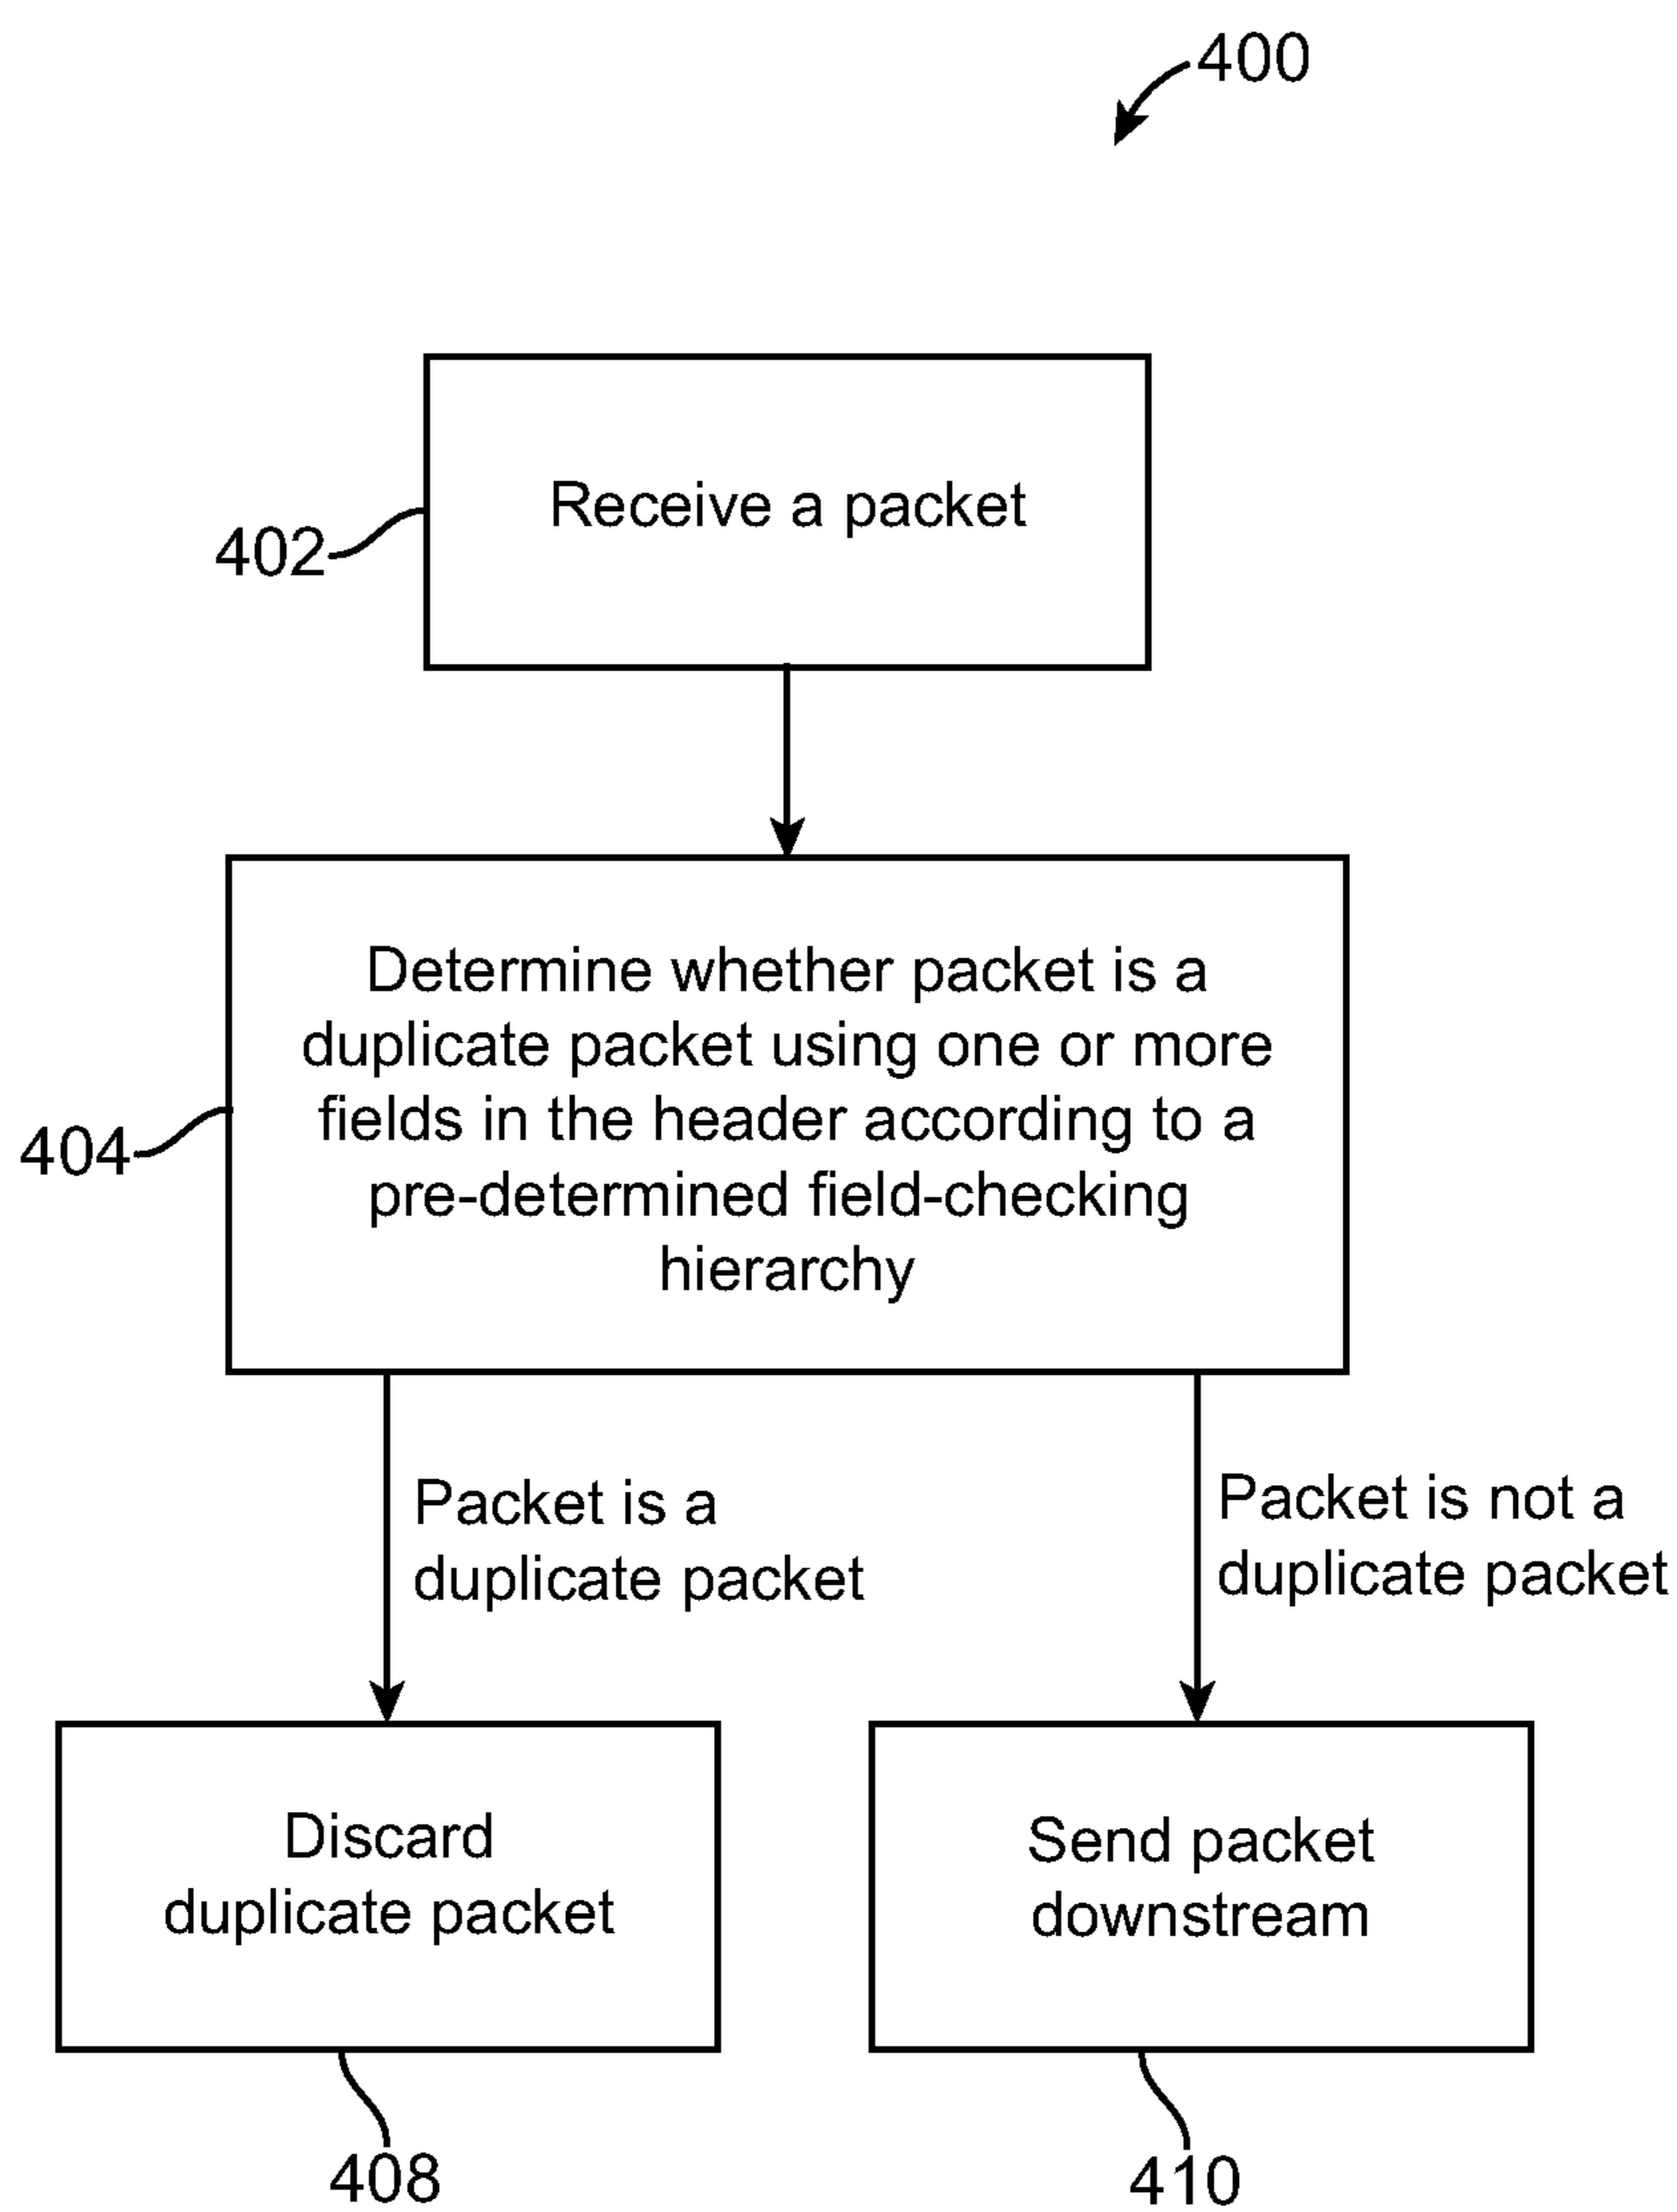 400
Receive a packet
402
Determine whether packet is a
duplicate packet using one or more
fields in the header according to a
pre-determined field-checking
hierarchy
404
Packet is a
duplicate packet
Packet is not a
duplicate packet
Discard
duplicate packet
Send packet
downstream
408
410